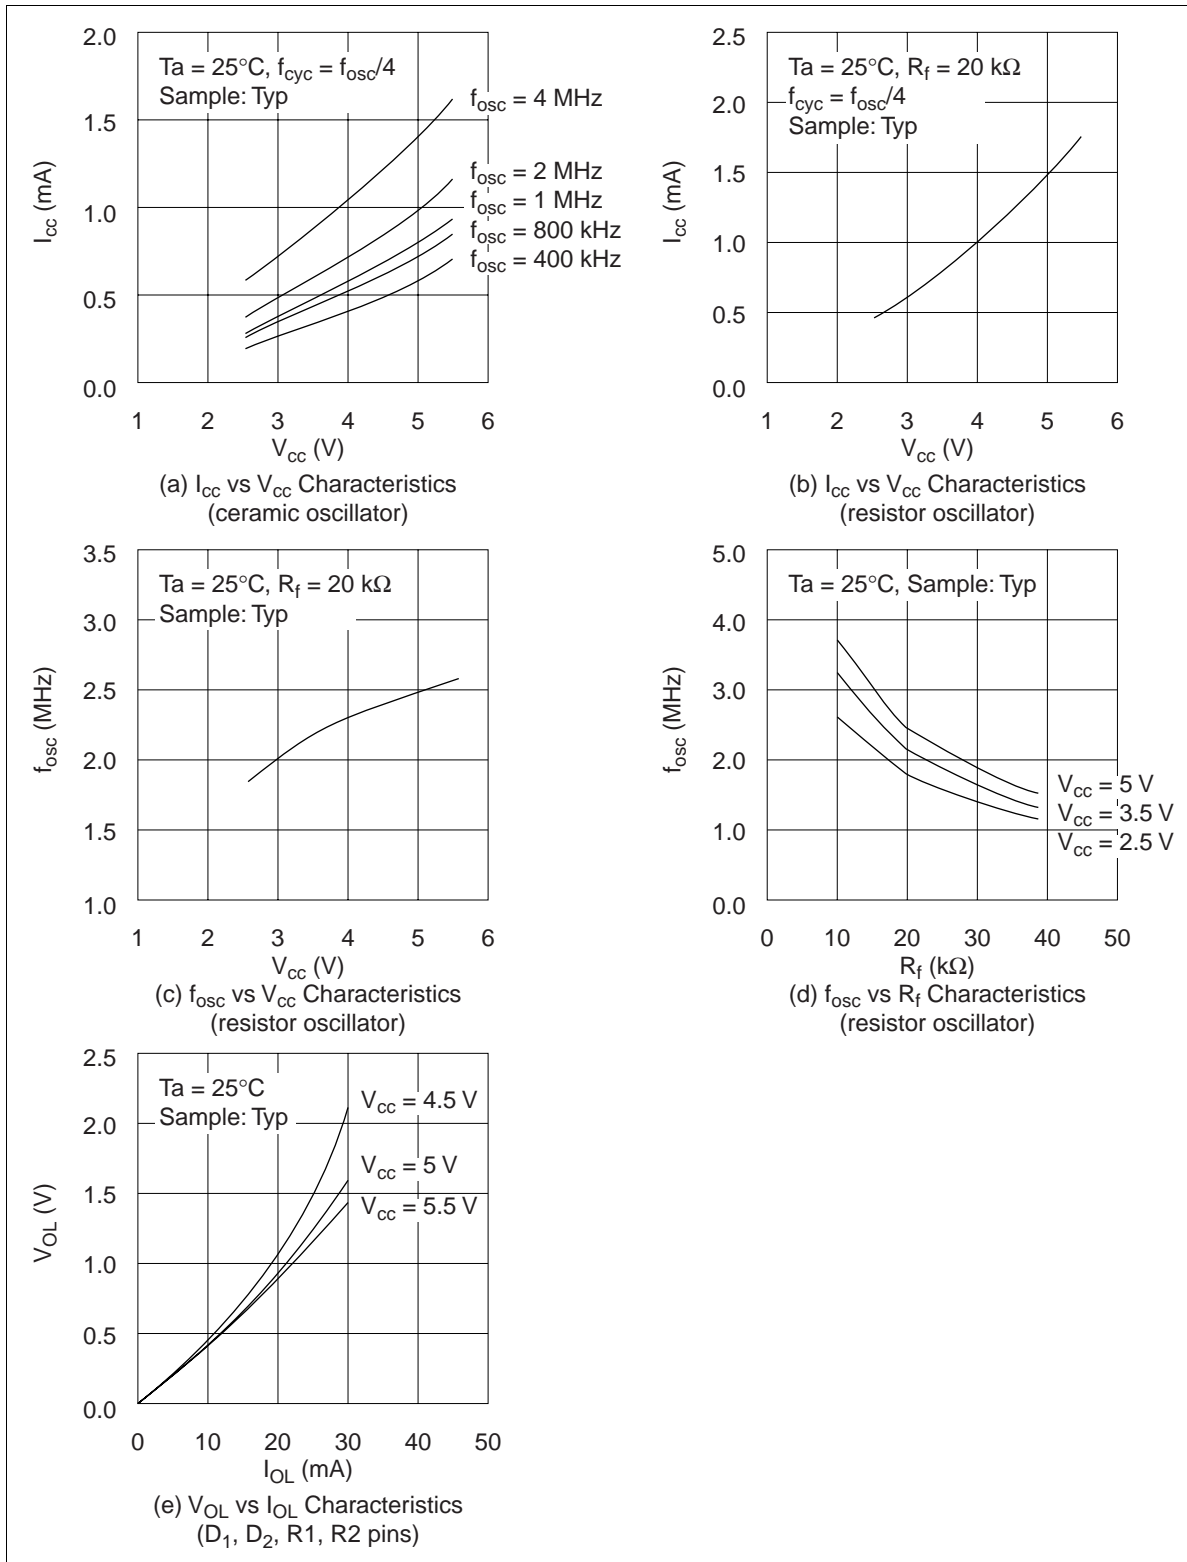 2.0
Ta = 25°C, fcyc = fosc/4
Sample: Typ
fosc = 4 MHz
1.5
fosc = 2 MHz
fosc = 1 MHz
fosc = 800 kHz
fosc = 400 kHz
1.0
0.5
0.0
Icc (mA)
1 2 3 4 5 6
Vcc (V)
(a) Icc vs Vcc Characteristics
(ceramic oscillator)
2.5
Ta = 25°C, Rf = 20 kΩ
fcyc = fosc/4
Sample: Typ
2.0
1.5
1.0
0.5
0.0
Icc (mA)
1 2 3 4 5 6
Vcc (V)
(b) Icc vs Vcc Characteristics
(resistor oscillator)
3.5
Ta = 25°C, Rf = 20 kΩ
Sample: Typ
3.0
2.5
2.0
1.5
1.0
fosc (MHz)
1 2 3 4 5 6
Vcc (V)
(c) fosc vs Vcc Characteristics
(resistor oscillator)
5.0
Ta = 25°C, Sample: Typ
4.0
3.0
2.0
1.0
0.0
fosc (MHz)
Vcc = 5 V
Vcc = 3.5 V
Vcc = 2.5 V
0 10 20 30 40 50
Rf (kΩ)
(d) fosc vs Rf Characteristics
(resistor oscillator)
2.5
Ta = 25°C
Sample: Typ
Vcc = 4.5 V
2.0
Vcc = 5 V
1.5
Vcc = 5.5 V
1.0
0.5
0.0
VOL (V)
0 10 20 30 40 50
IOL (mA)
(e) VOL vs IOL Characteristics
(D1, D2, R1, R2 pins)